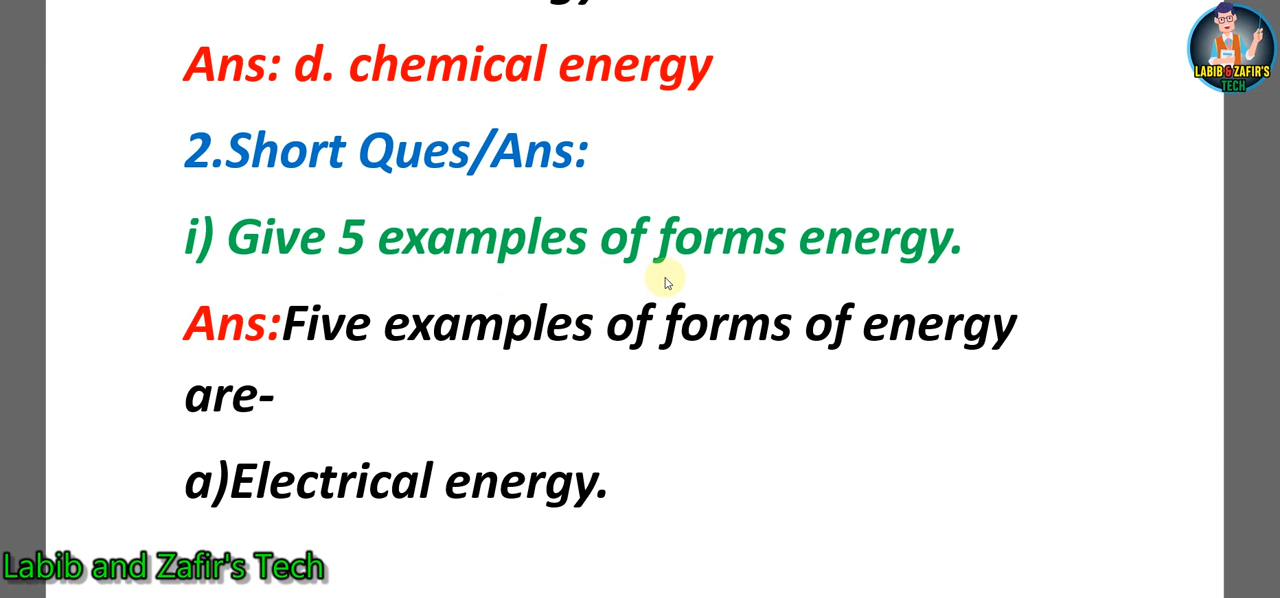 Ans: d. chemical energy
2.Short Ques/Ans:
i) Give 5 examples of forms energy.
Ans:Five examples of forms of energy
are-
a)Electrical energy.
LABIB & ZAFIR'S
TECH
Labib and Zafir's Tech